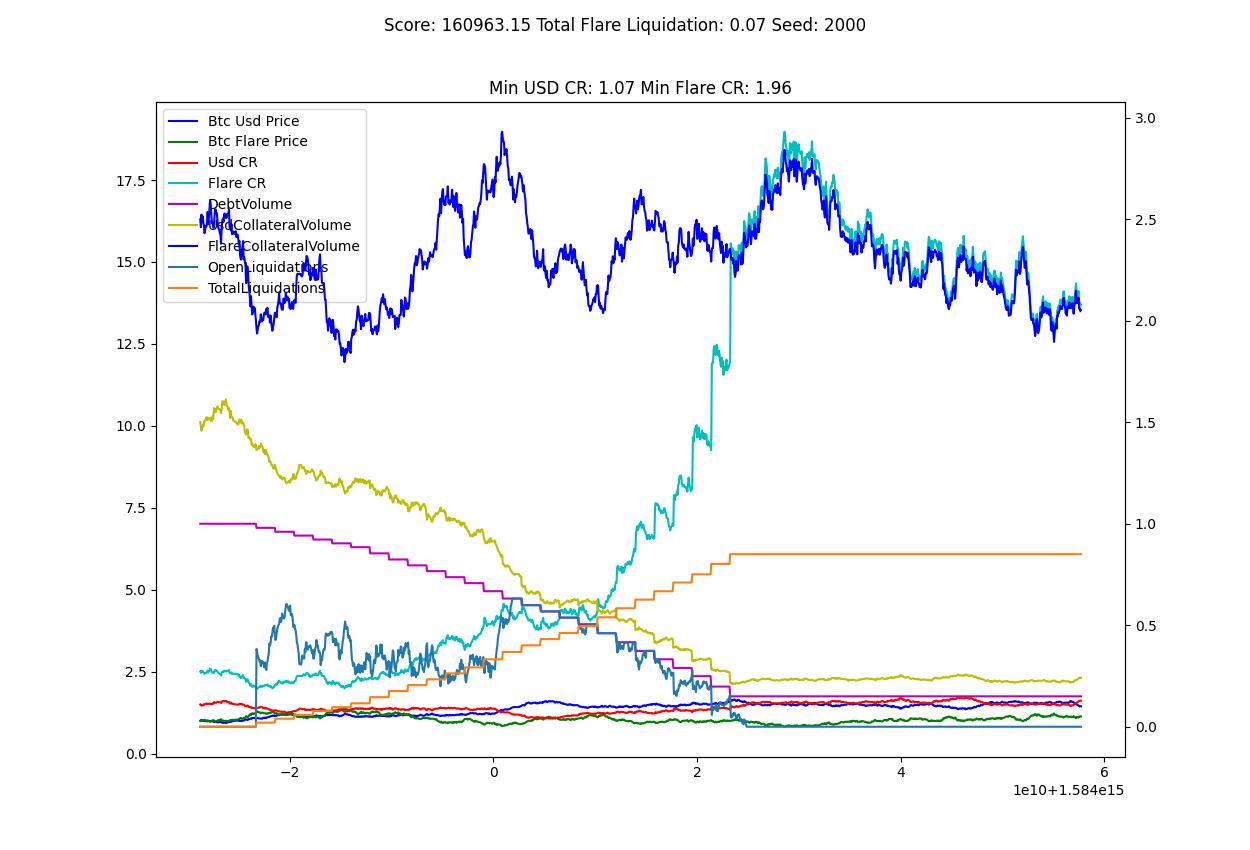 Score: 160963.15 Total Flare Liquidation: 0.07 Seed: 2000
Min USD CR: 1.07 Min Flare CR: 1.96
Btc Usd Price
Btc Flare Price
Usd CR
Flare CR
DebtVolume
UsdCollateralVolume
FlareCollateralVolume
OpenLiquidations
TotalLiquidations
17.5
15.0
12.5
10.0
7.5
5.0
2.5
0.0
3.0
2.5
2.0
1.5
1.0
0.5
0.0
−2
0
2
4
6
1e10+1.584e15